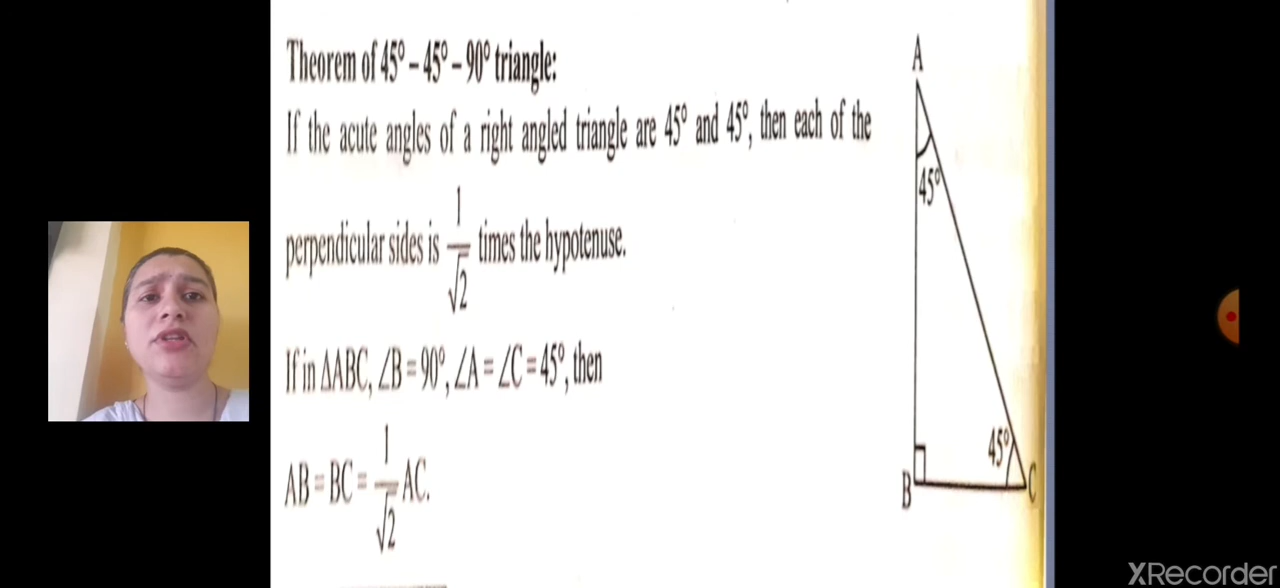 Theorem of 45° – 45° – 90° triangle:
If the acute angles of a right angled triangle are 45° and 45°, then each of the
perpendicular sides is 1/√2 times the hypotenuse.
If in ΔABC, ∠B = 90°, ∠A = ∠C = 45°, then
AB = BC = 1/√2 AC.
A
45°
45°
B
C
XRecorder